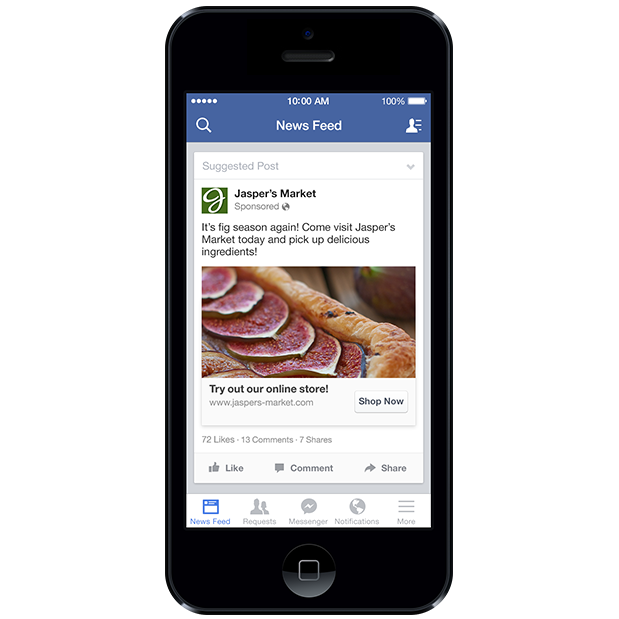 10:00 AM 100%
News Feed
Suggested Post
Jasper's Market
Sponsored
It's fig season again! Come visit Jasper's
Market today and pick up delicious
ingredients!
Try out our online store!
www.jaspers-market.com
Shop Now
72 Likes · 13 Comments · 7 Shares
Like Comment Share
News Feed Requests Messenger Notifications More